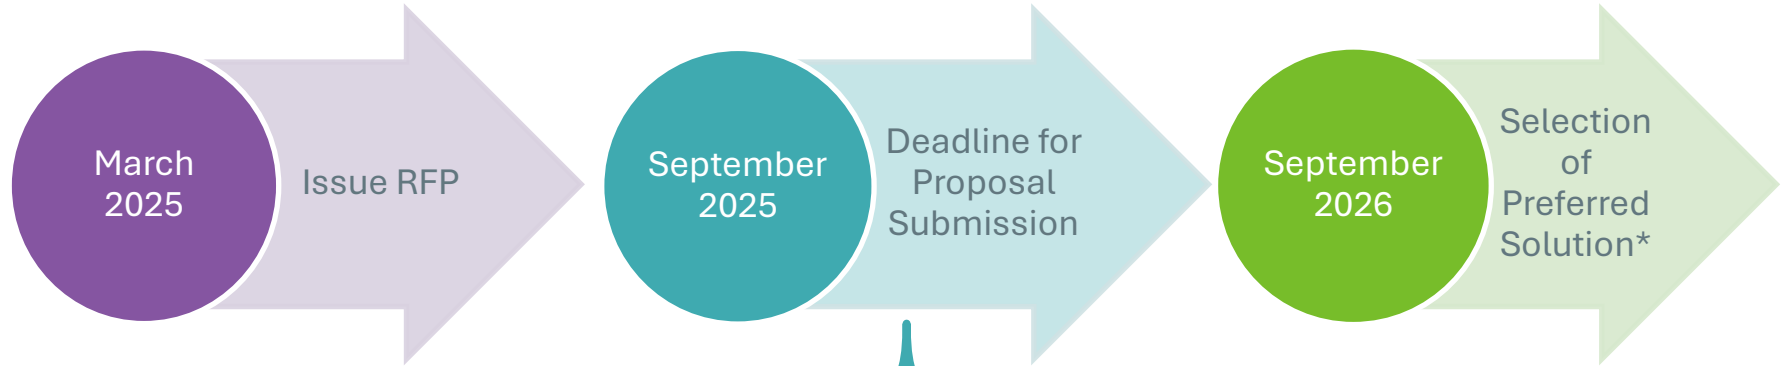 March
2025
Issue RFP
September
2025
Deadline for
Proposal
Submission
September
2026
Selection
of
Preferred
Solution*